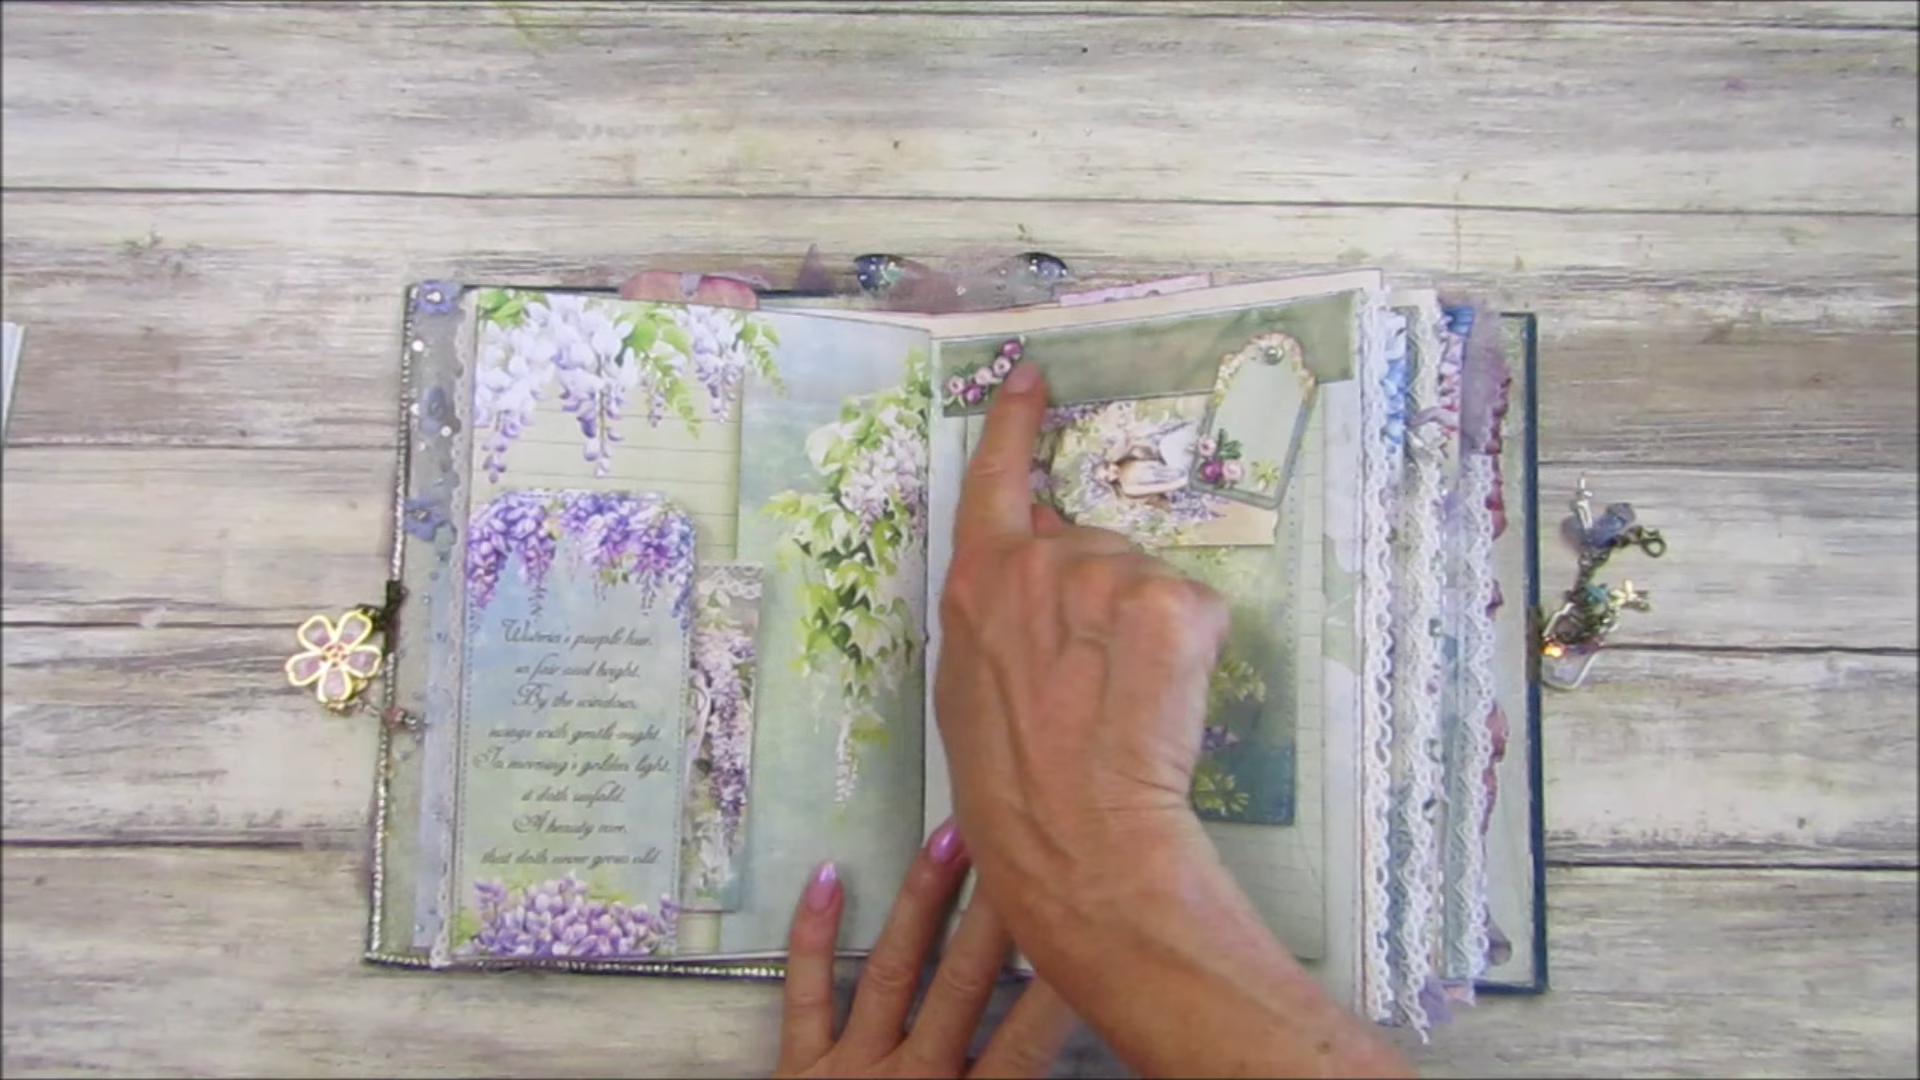 Wisteria's purple hue,
so fair and bright,
By the windows,
sways with gentle might.
In morning's golden light,
it doth unfold,
A beauty rare,
that doth never grow old.